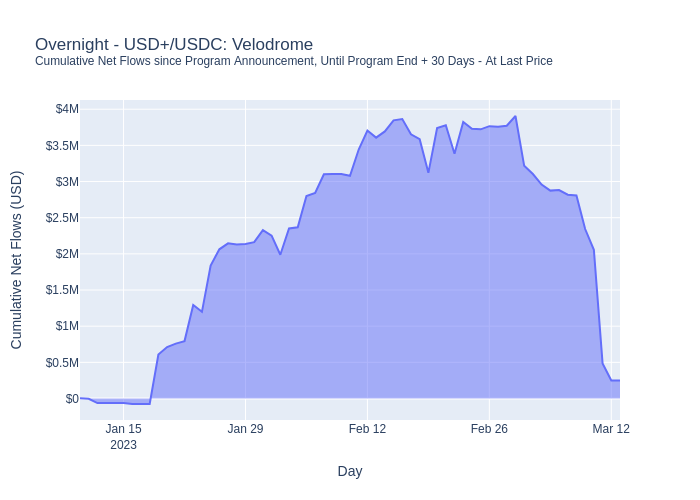 Overnight - USD+/USDC: Velodrome
Cumulative Net Flows since Program Announcement, Until Program End + 30 Days - At Last Price
$4M
$3.5M
$3M
$2.5M
$2M
$1.5M
$1M
$0.5M
$0
Cumulative Net Flows (USD)
Jan 15
2023
Jan 29
Feb 12
Feb 26
Mar 12
Day